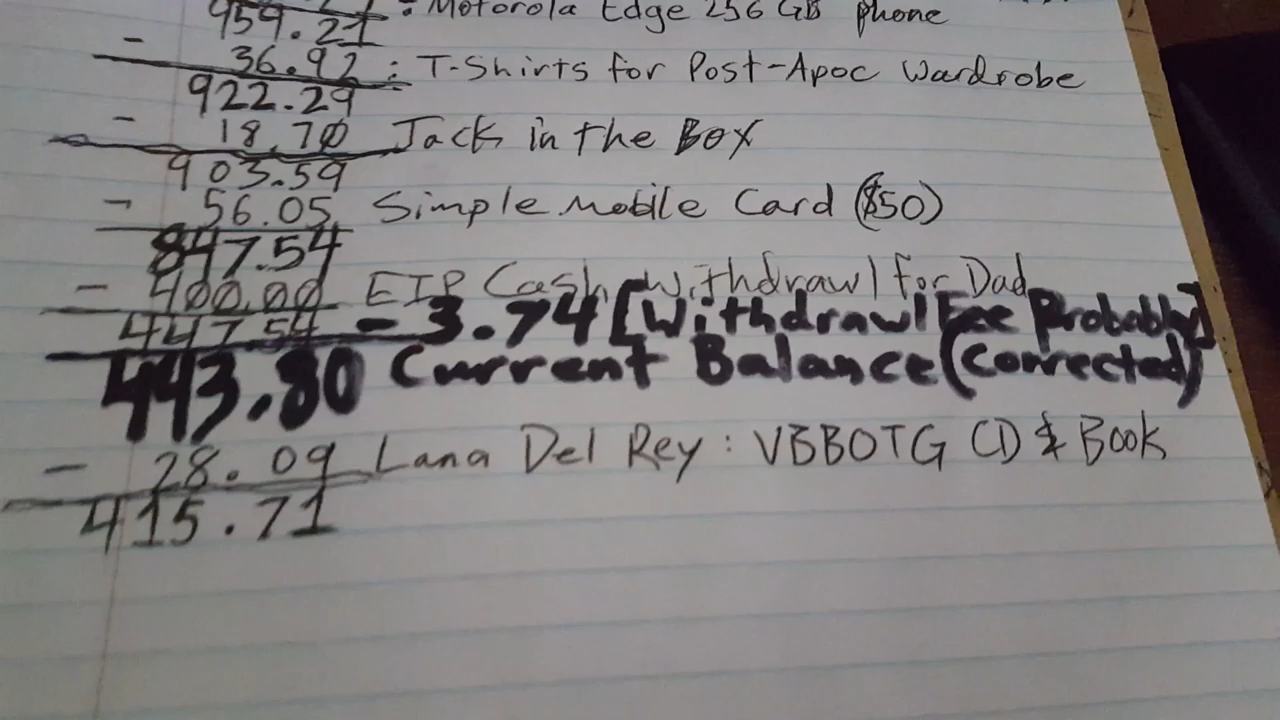 959.21 : Motorola Edge 256 GB phone
- 36.92 : T-Shirts for Post-Apoc Wardrobe
922.29
- 18.70 Jack in the Box
903.59
- 56.05 Simple Mobile Card ($50)
847.54
- 400.00 EIP Cash Withdrawl for Dad
447.54 - 3.74 [Withdrawl Fee Probably]
443.80 Current Balance (Corrected)
- 28.09 Lana Del Rey : VBBOTG CD & Book
415.71